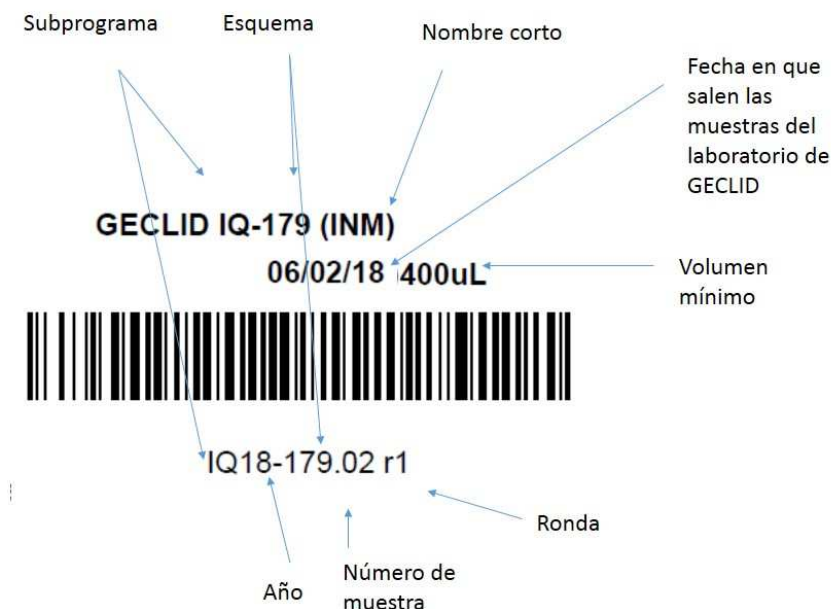 Subprograma
Esquema
Nombre corto
Fecha en que
salen las
muestras del
laboratorio de
GECLID
GECLID IQ-179 (INM)
06/02/18 400uL
Volumen
mínimo
IQ18-179.02 r1
Ronda
Año
Número de
muestra